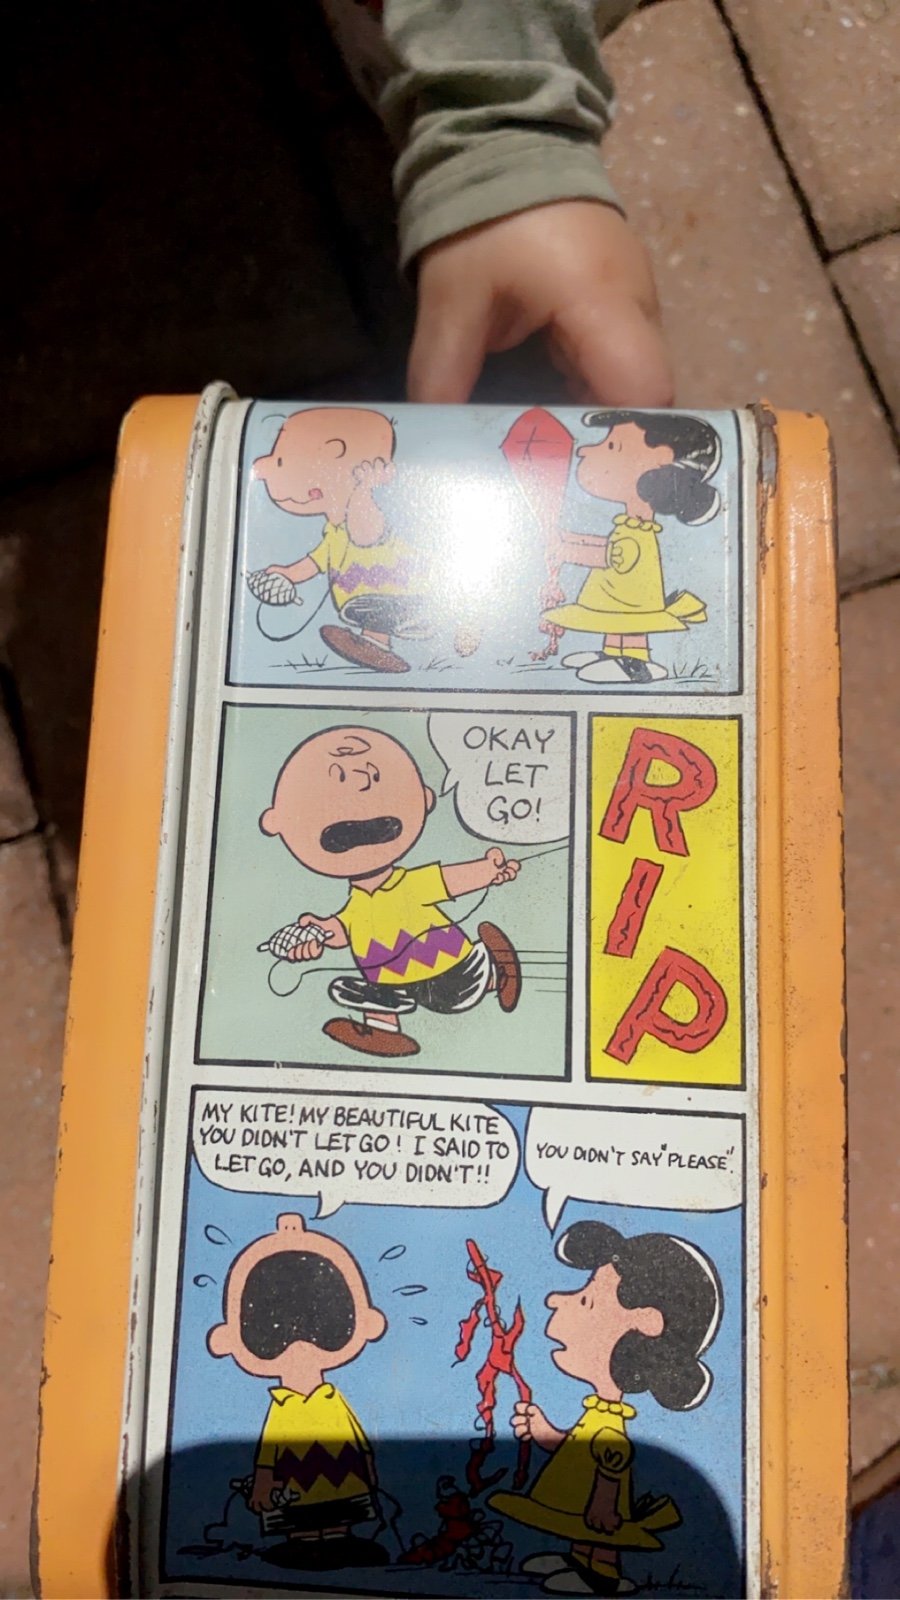 OKAY
LET
GO!
RIP
MY KITE! MY BEAUTIFUL KITE
YOU DIDN'T LET GO! I SAID TO
LET GO, AND YOU DIDN'T!!
YOU DIDN'T SAY "PLEASE".